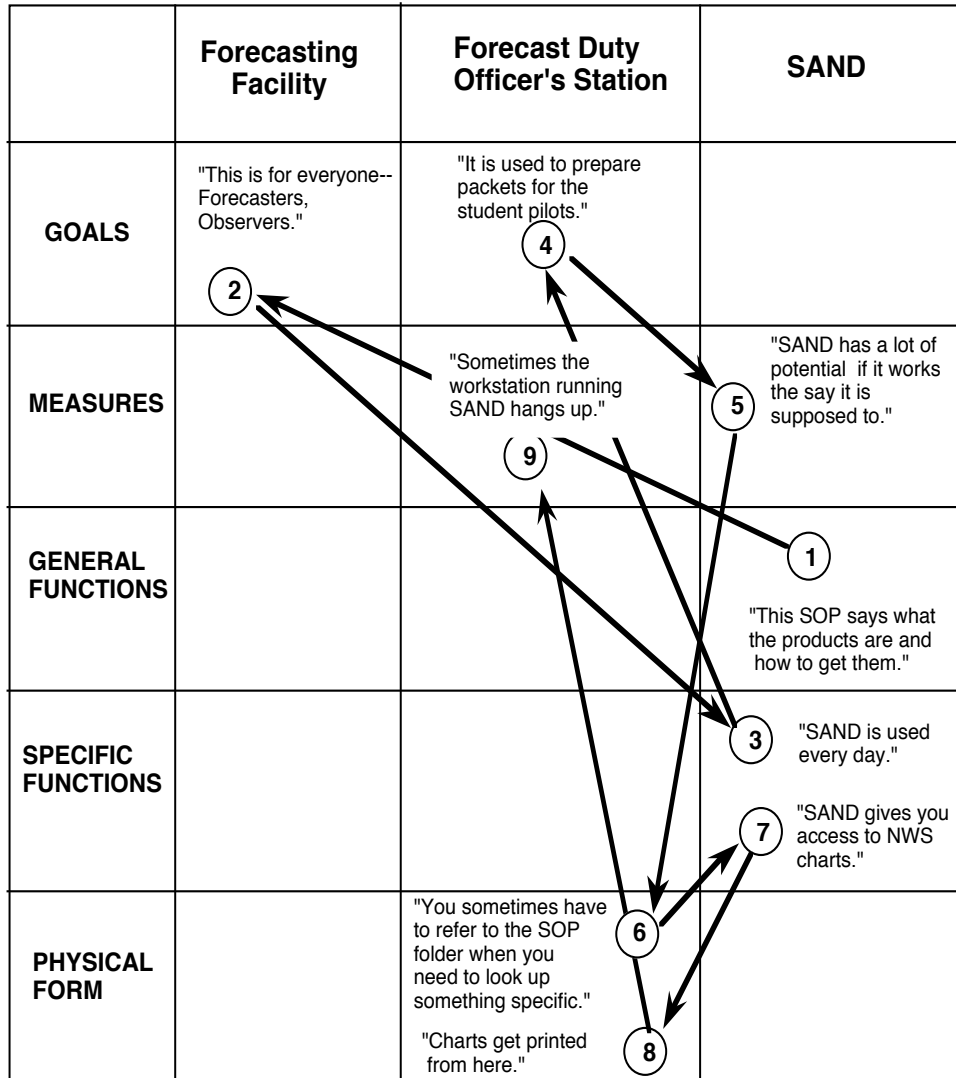 Forecasting
Facility
Forecast Duty
Officer's Station
SAND
GOALS
"This is for everyone--
Forecasters,
Observers."
2
"It is used to prepare
packets for the
student pilots."
4
MEASURES
"Sometimes the
workstation running
SAND hangs up."
9
"SAND has a lot of
potential if it works
the say it is
supposed to."
5
GENERAL
FUNCTIONS
1
"This SOP says what
the products are and
how to get them."
SPECIFIC
FUNCTIONS
3
"SAND is used
every day."
7
"SAND gives you
access to NWS
charts."
PHYSICAL
FORM
"You sometimes have
to refer to the SOP
folder when you
need to look up
something specific."
6
"Charts get printed
from here."
8